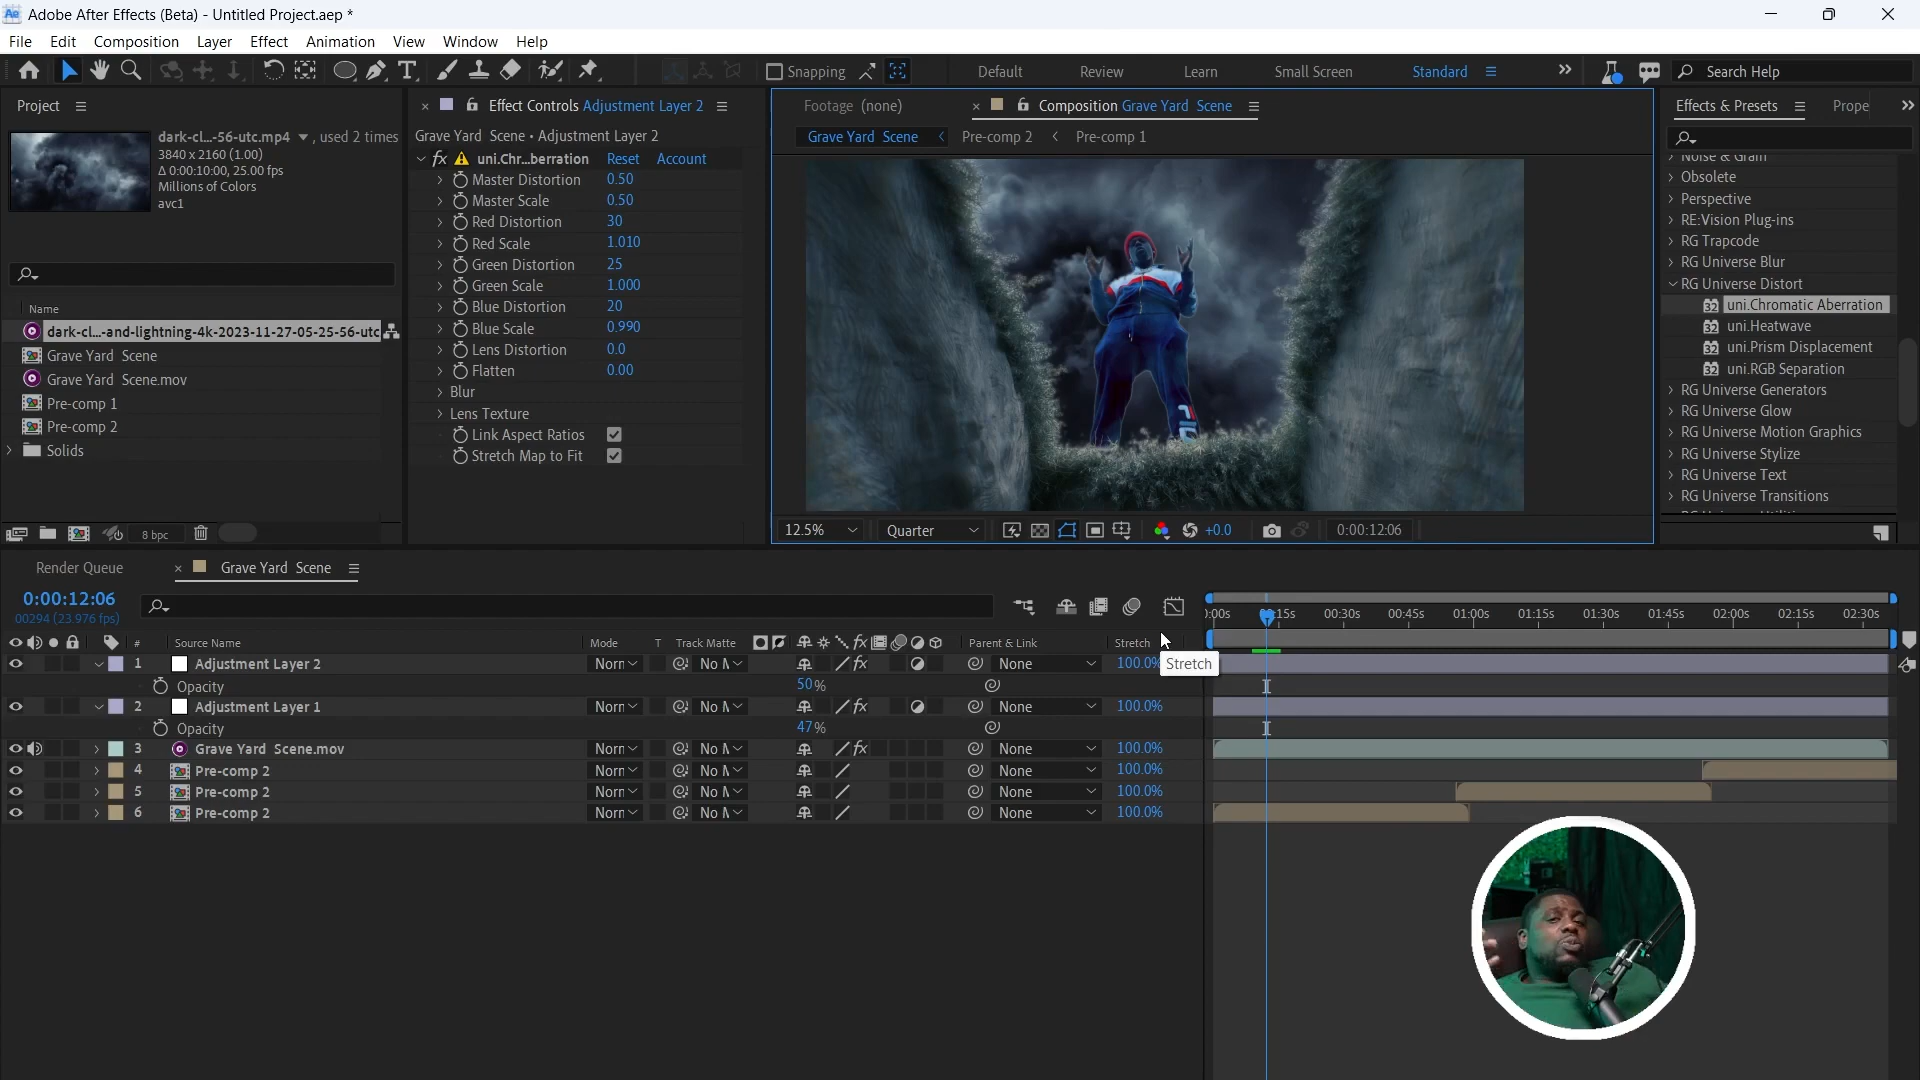 Ae Adobe After Effects (Beta) - Untitled Project.aep *
File Edit Composition Layer Effect Animation View Window Help
Snapping Default Review Learn Small Screen Standard Search Help
Project
dark-cl...-56-utc.mp4 , used 2 times
3840 x 2160 (1.00)
Δ 0:00:10:00, 25.00 fps
Millions of Colors
avc1
Name
dark-cl...-and-lightning-4k-2023-11-27-05-25-56-utc
Grave Yard Scene
Grave Yard Scene.mov
Pre-comp 1
Pre-comp 2
Solids
8 bpc
Effect Controls Adjustment Layer 2
Grave Yard Scene • Adjustment Layer 2
fx uni.Chr...berration Reset Account
Master Distortion 0.50
Master Scale 0.50
Red Distortion 30
Red Scale 1.010
Green Distortion 25
Green Scale 1.000
Blue Distortion 20
Blue Scale 0.990
Lens Distortion 0.0
Flatten 0.00
Blur
Lens Texture
Link Aspect Ratios
Stretch Map to Fit
Footage (none) Composition Grave Yard Scene
Grave Yard Scene Pre-comp 2 Pre-comp 1
FILA
12.5% Quarter +0.0 0:00:12:06
Effects & Presets Prope
Noise & Grain
Obsolete
Perspective
RE:Vision Plug-ins
RG Trapcode
RG Universe Blur
RG Universe Distort
32 uni.Chromatic Aberration
32 uni.Heatwave
32 uni.Prism Displacement
32 uni.RGB Separation
RG Universe Generators
RG Universe Glow
RG Universe Motion Graphics
RG Universe Stylize
RG Universe Text
RG Universe Transitions
Render Queue Grave Yard Scene
0:00:12:06
00294 (23.976 fps)
):00s 00:15s 00:30s 00:45s 01:00s 01:15s 01:30s 01:45s 02:00s 02:15s 02:30s
# Source Name Mode T Track Matte fx Parent & Link Stretch
1 Adjustment Layer 2 Norn No M fx None 100.0%
Stretch
Opacity 50%
2 Adjustment Layer 1 Norn No M fx None 100.0%
Opacity 47%
3 Grave Yard Scene.mov Norn No M fx None 100.0%
4 Pre-comp 2 Norn No M None 100.0%
5 Pre-comp 2 Norn No M None 100.0%
6 Pre-comp 2 Norn No M None 100.0%